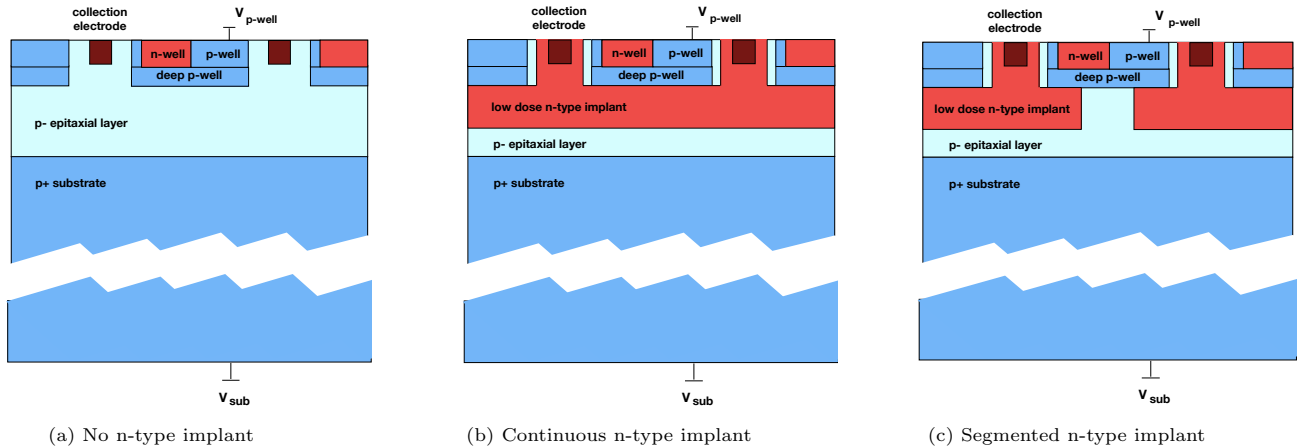 collection
electrode
V p-well
n-well
p-well
deep p-well
p- epitaxial layer
p+ substrate
V sub
(a) No n-type implant
collection
electrode
V p-well
n-well
p-well
deep p-well
low dose n-type implant
p- epitaxial layer
p+ substrate
V sub
(b) Continuous n-type implant
collection
electrode
V p-well
n-well
p-well
deep p-well
low dose n-type implant
p- epitaxial layer
p+ substrate
V sub
(c) Segmented n-type implant